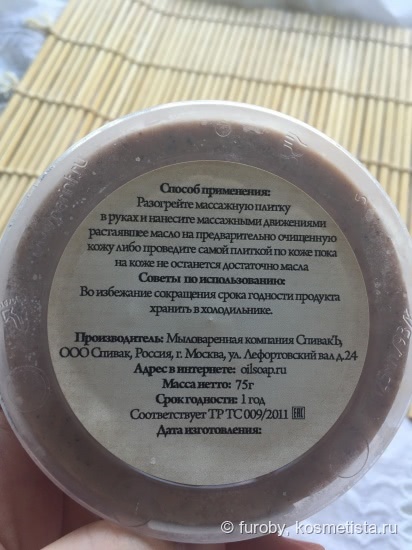 Способ применения:
Разогрейте массажную плитку
в руках и нанесите массажными движениями
растаявшее масло на предварительно очищенную
кожу либо проведите самой плиткой по коже пока
на коже не останется достаточно масла
Советы по использованию:
Во избежание сокращения срока годности продукта
хранить в холодильнике.
Производитель: Мыловаренная компания СпивакЪ,
ООО Спивак, Россия, г. Москва, ул. Лефортовский вал д.24
Адрес в интернете: oilsoap.ru
Масса нетто: 75г
Срок годности: 1 год
Соответствует ТР ТС 009/2011 EAC
Дата изготовления:
© furoby, kosmetista.ru